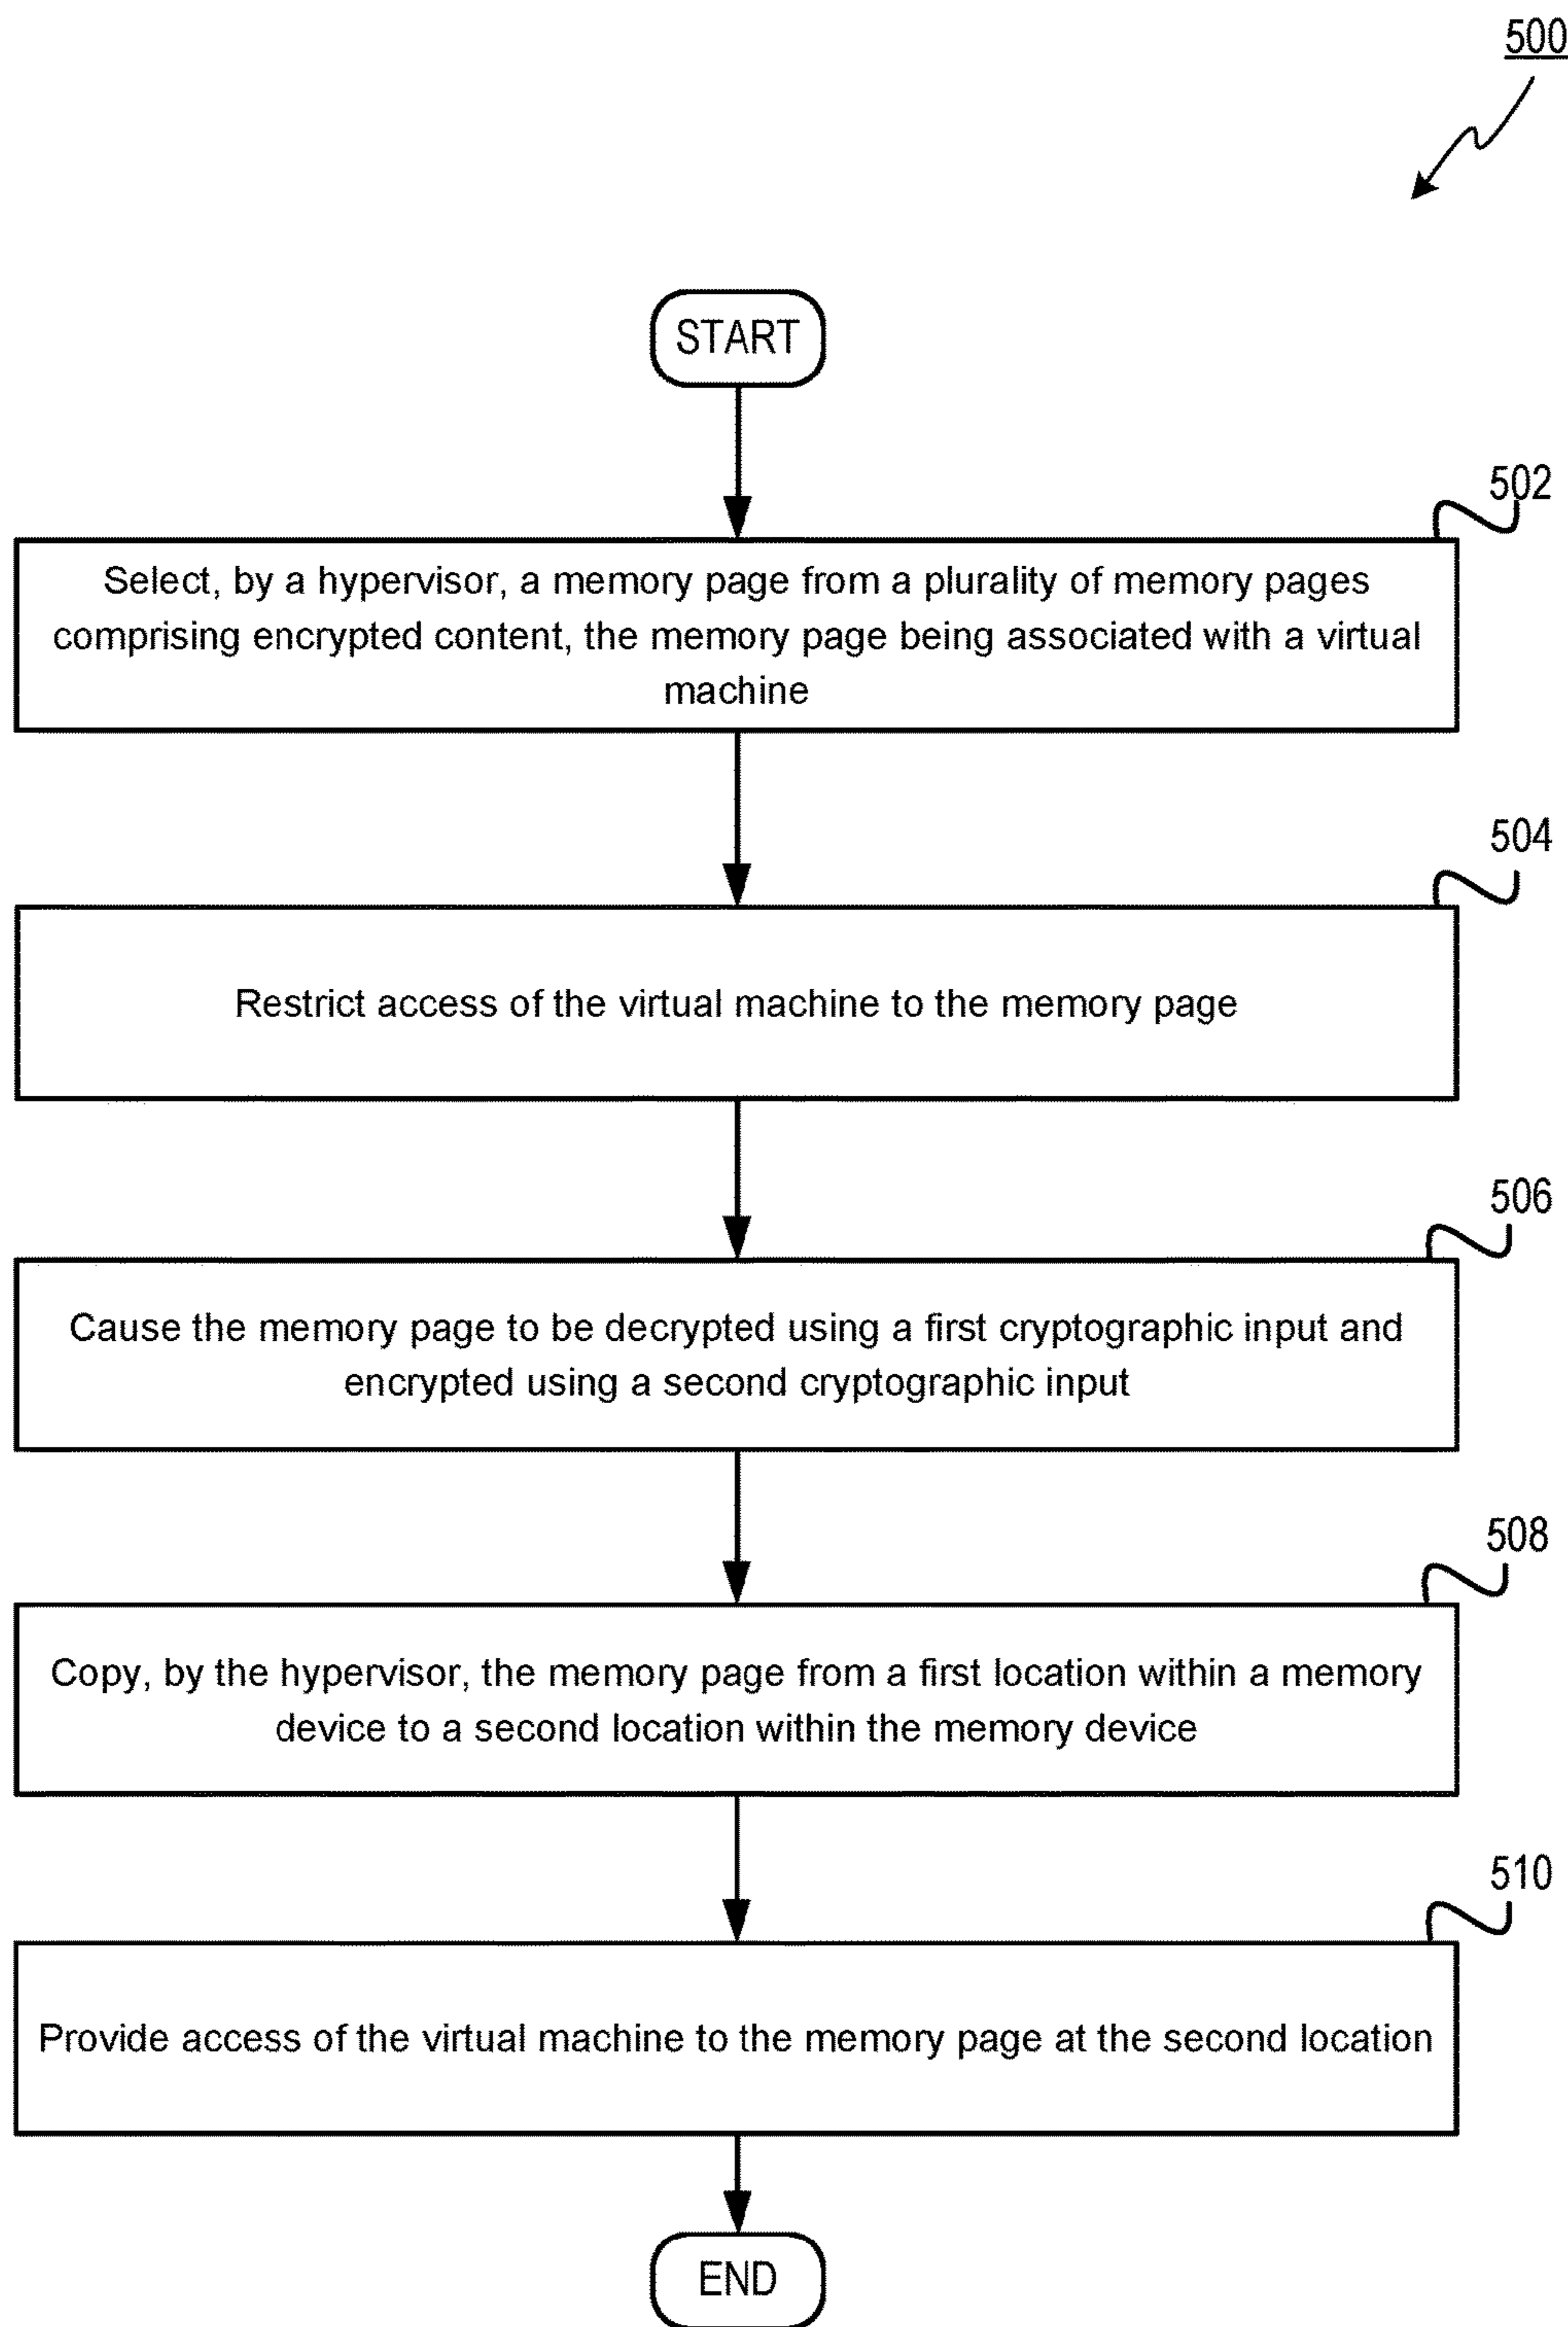 500
START
502
Select, by a hypervisor, a memory page from a plurality of memory pages
comprising encrypted content, the memory page being associated with a virtual
machine
504
Restrict access of the virtual machine to the memory page
506
Cause the memory page to be decrypted using a first cryptographic input and
encrypted using a second cryptographic input
508
Copy, by the hypervisor, the memory page from a first location within a memory
device to a second location within the memory device
510
Provide access of the virtual machine to the memory page at the second location
END